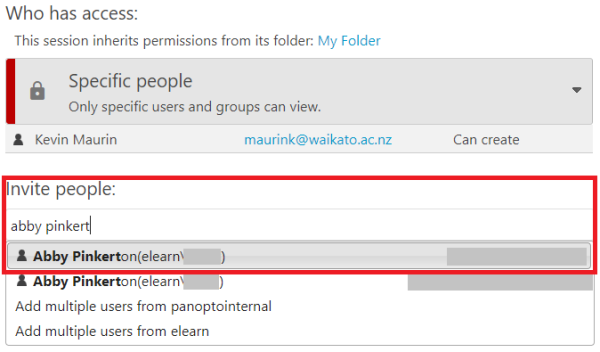 Who has access:
This session inherits permissions from its folder: My Folder
Specific people
Only specific users and groups can view.
Kevin Maurin maurink@waikato.ac.nz Can create
Invite people:
abby pinkert
Abby Pinkerton(elearn\ )
Abby Pinkerton(elearn\ )
Add multiple users from panoptointernal
Add multiple users from elearn